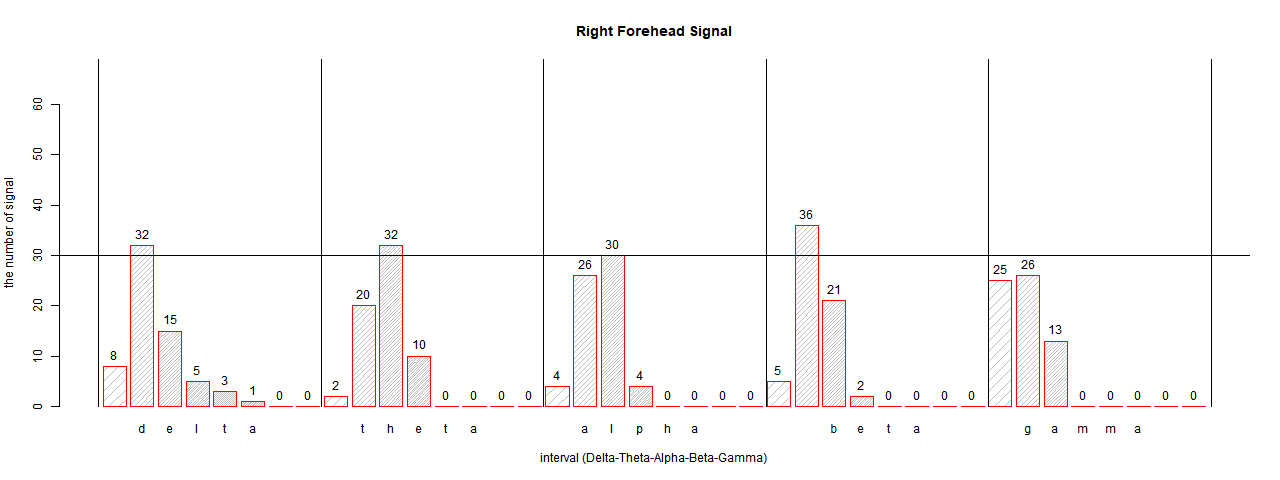 Right Forehead Signal
the number of signal
60
50
40
30
20
10
0
8 32 15 5 3 1 0 0
2 20 32 10 0 0 0 0
4 26 30 4 0 0 0 0
5 36 21 2 0 0 0 0
25 26 13 0 0 0 0 0
d e l t a t h e t a a l p h a b e t a g a m m a
interval (Delta-Theta-Alpha-Beta-Gamma)